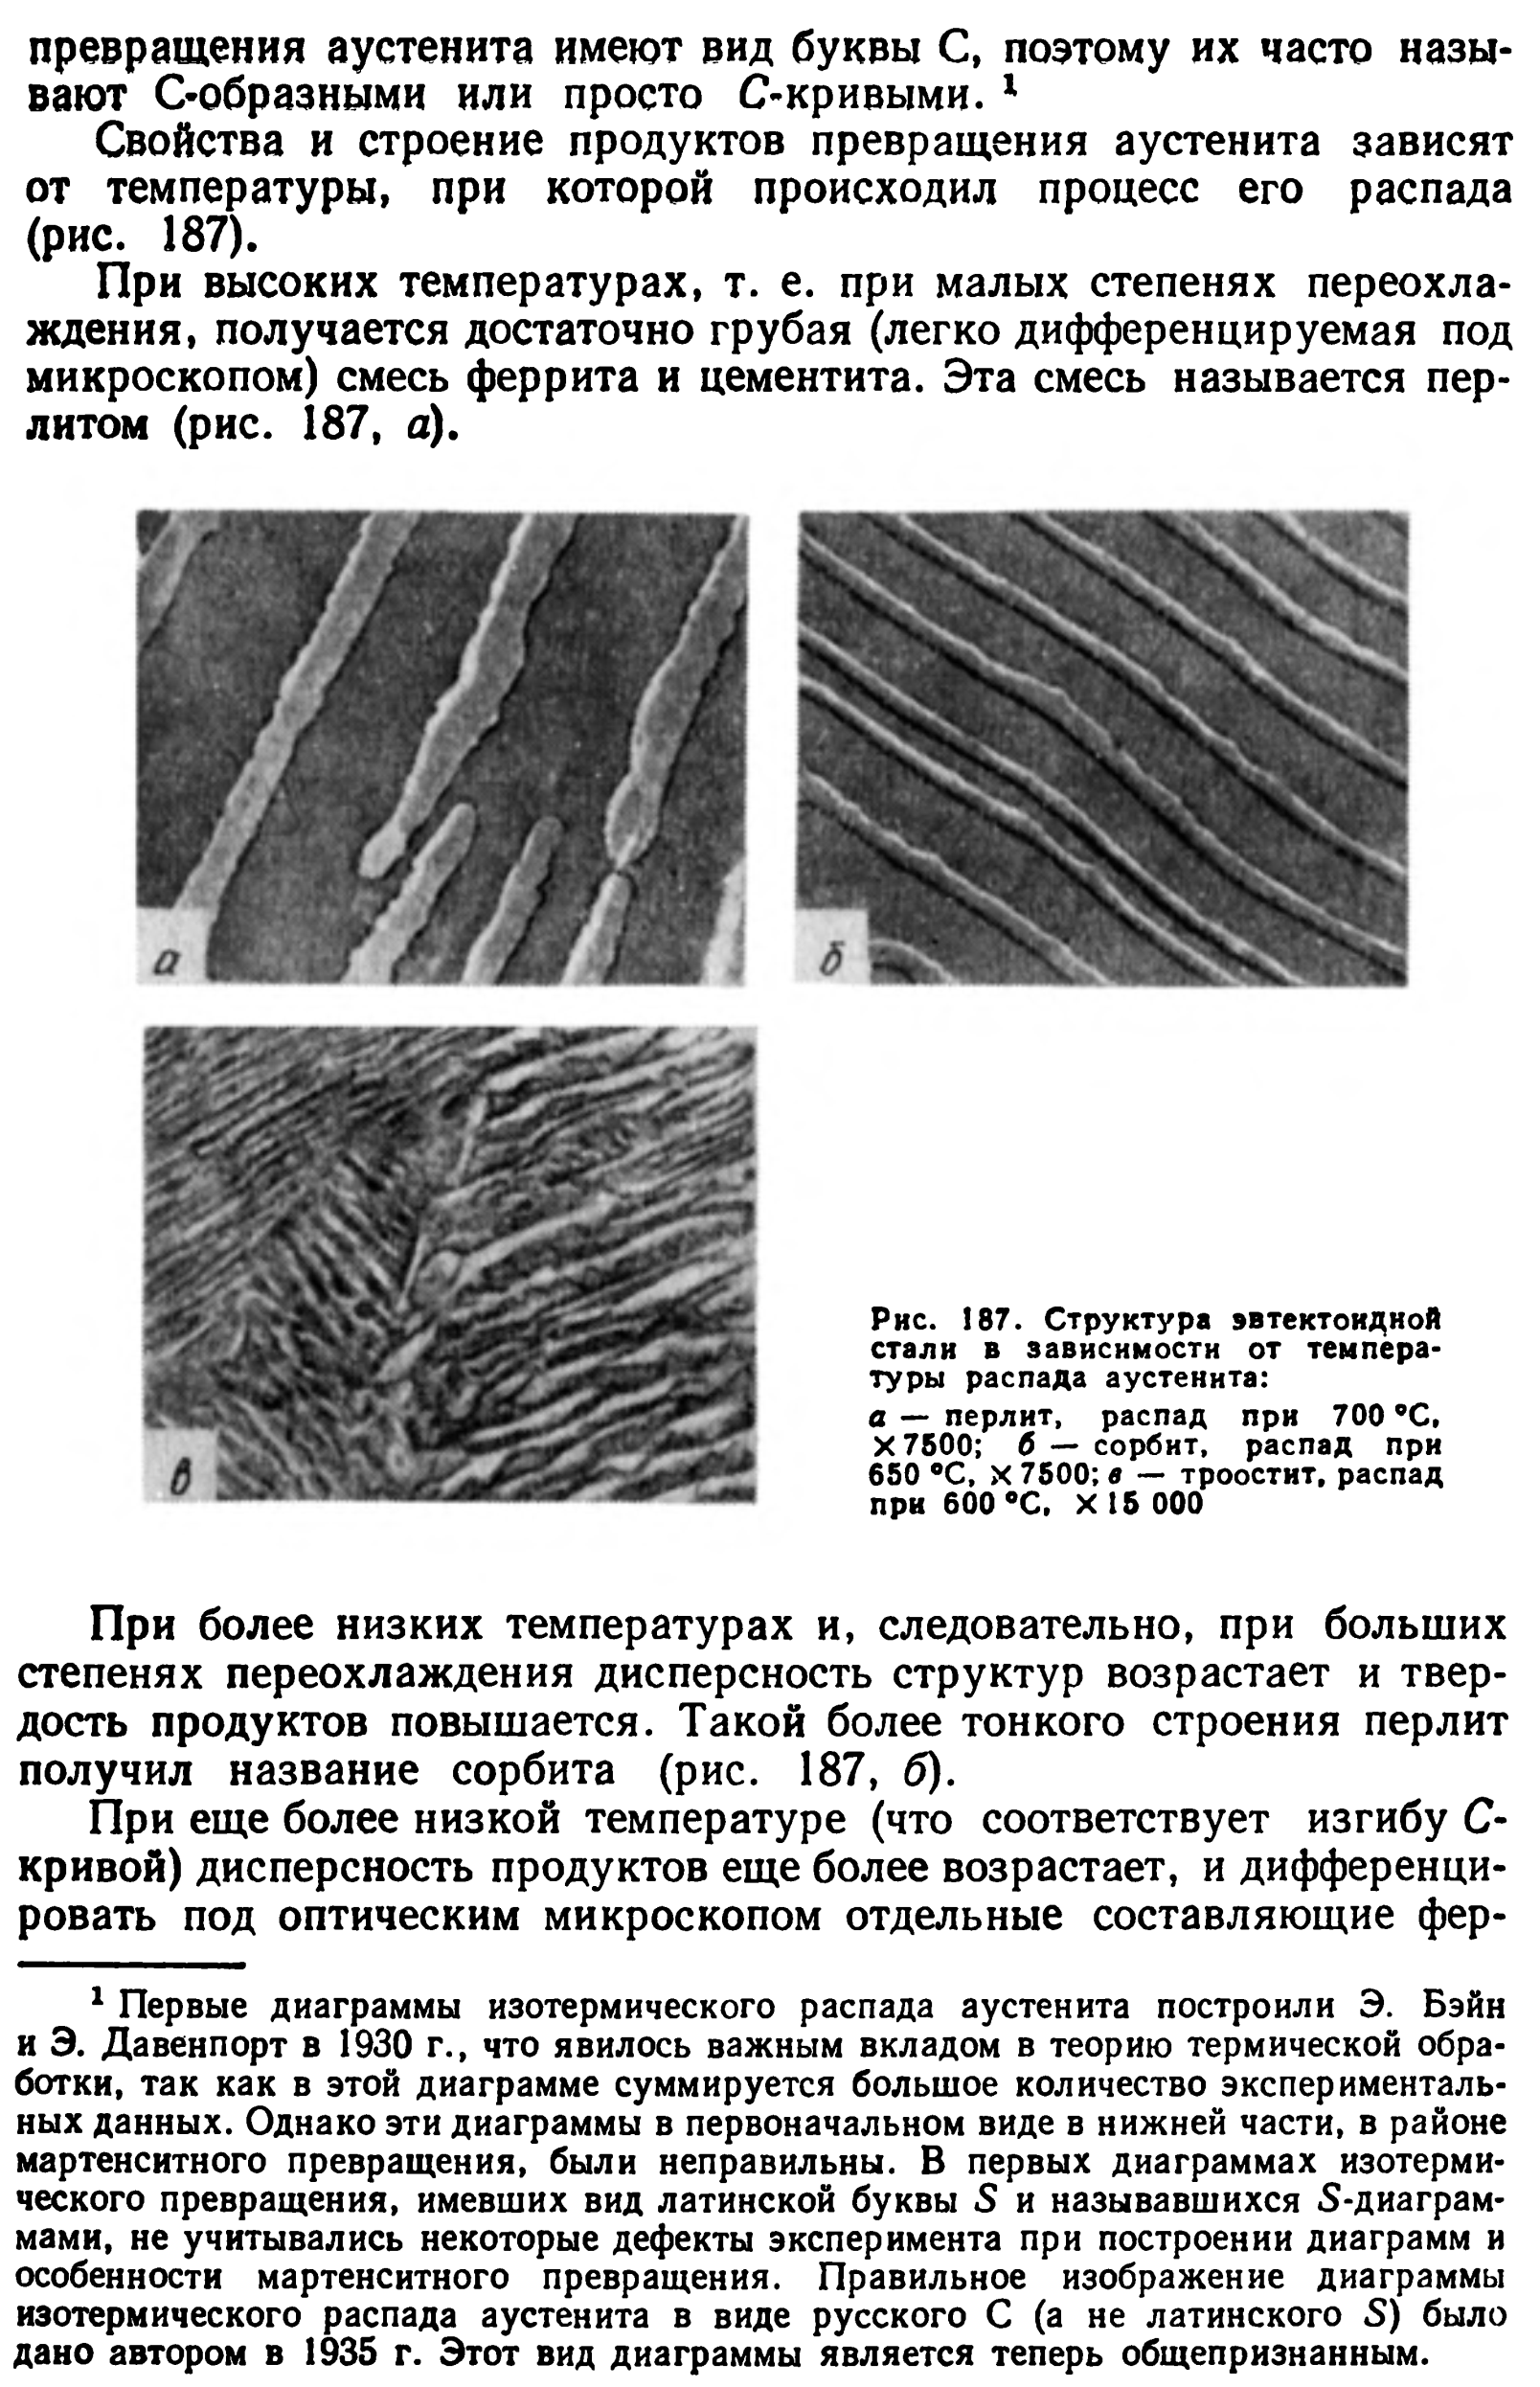 превращения аустенита имеют вид буквы С, поэтому их часто назы-
вают С-образными или просто С-кривыми. ¹
Свойства и строение продуктов превращения аустенита зависят
от температуры, при которой происходил процесс его распада
(рис. 187).
При высоких температурах, т. е. при малых степенях переохла-
ждения, получается достаточно грубая (легко дифференцируемая под
микроскопом) смесь феррита и цементита. Эта смесь называется пер-
литом (рис. 187, а).
а
б
в
Рис. 187. Структура эвтектоидной
стали в зависимости от темпера-
туры распада аустенита:
а — перлит, распад при 700 °С,
×7500; б — сорбит, распад при
650 °С, ×7500; в — троостит, распад
при 600 °С, ×15 000
При более низких температурах и, следовательно, при больших
степенях переохлаждения дисперсность структур возрастает и твер-
дость продуктов повышается. Такой более тонкого строения перлит
получил название сорбита (рис. 187, б).
При еще более низкой температуре (что соответствует изгибу С-
кривой) дисперсность продуктов еще более возрастает, и дифференци-
ровать под оптическим микроскопом отдельные составляющие фер-
¹ Первые диаграммы изотермического распада аустенита построили Э. Бэйн
и Э. Давенпорт в 1930 г., что явилось важным вкладом в теорию термической обра-
ботки, так как в этой диаграмме суммируется большое количество эксперименталь-
ных данных. Однако эти диаграммы в первоначальном виде в нижней части, в районе
мартенситного превращения, были неправильны. В первых диаграммах изотерми-
ческого превращения, имевших вид латинской буквы S и называвшихся S-диаграм-
мами, не учитывались некоторые дефекты эксперимента при построении диаграмм и
особенности мартенситного превращения. Правильное изображение диаграммы
изотермического распада аустенита в виде русского С (а не латинского S) было
дано автором в 1935 г. Этот вид диаграммы является теперь общепризнанным.